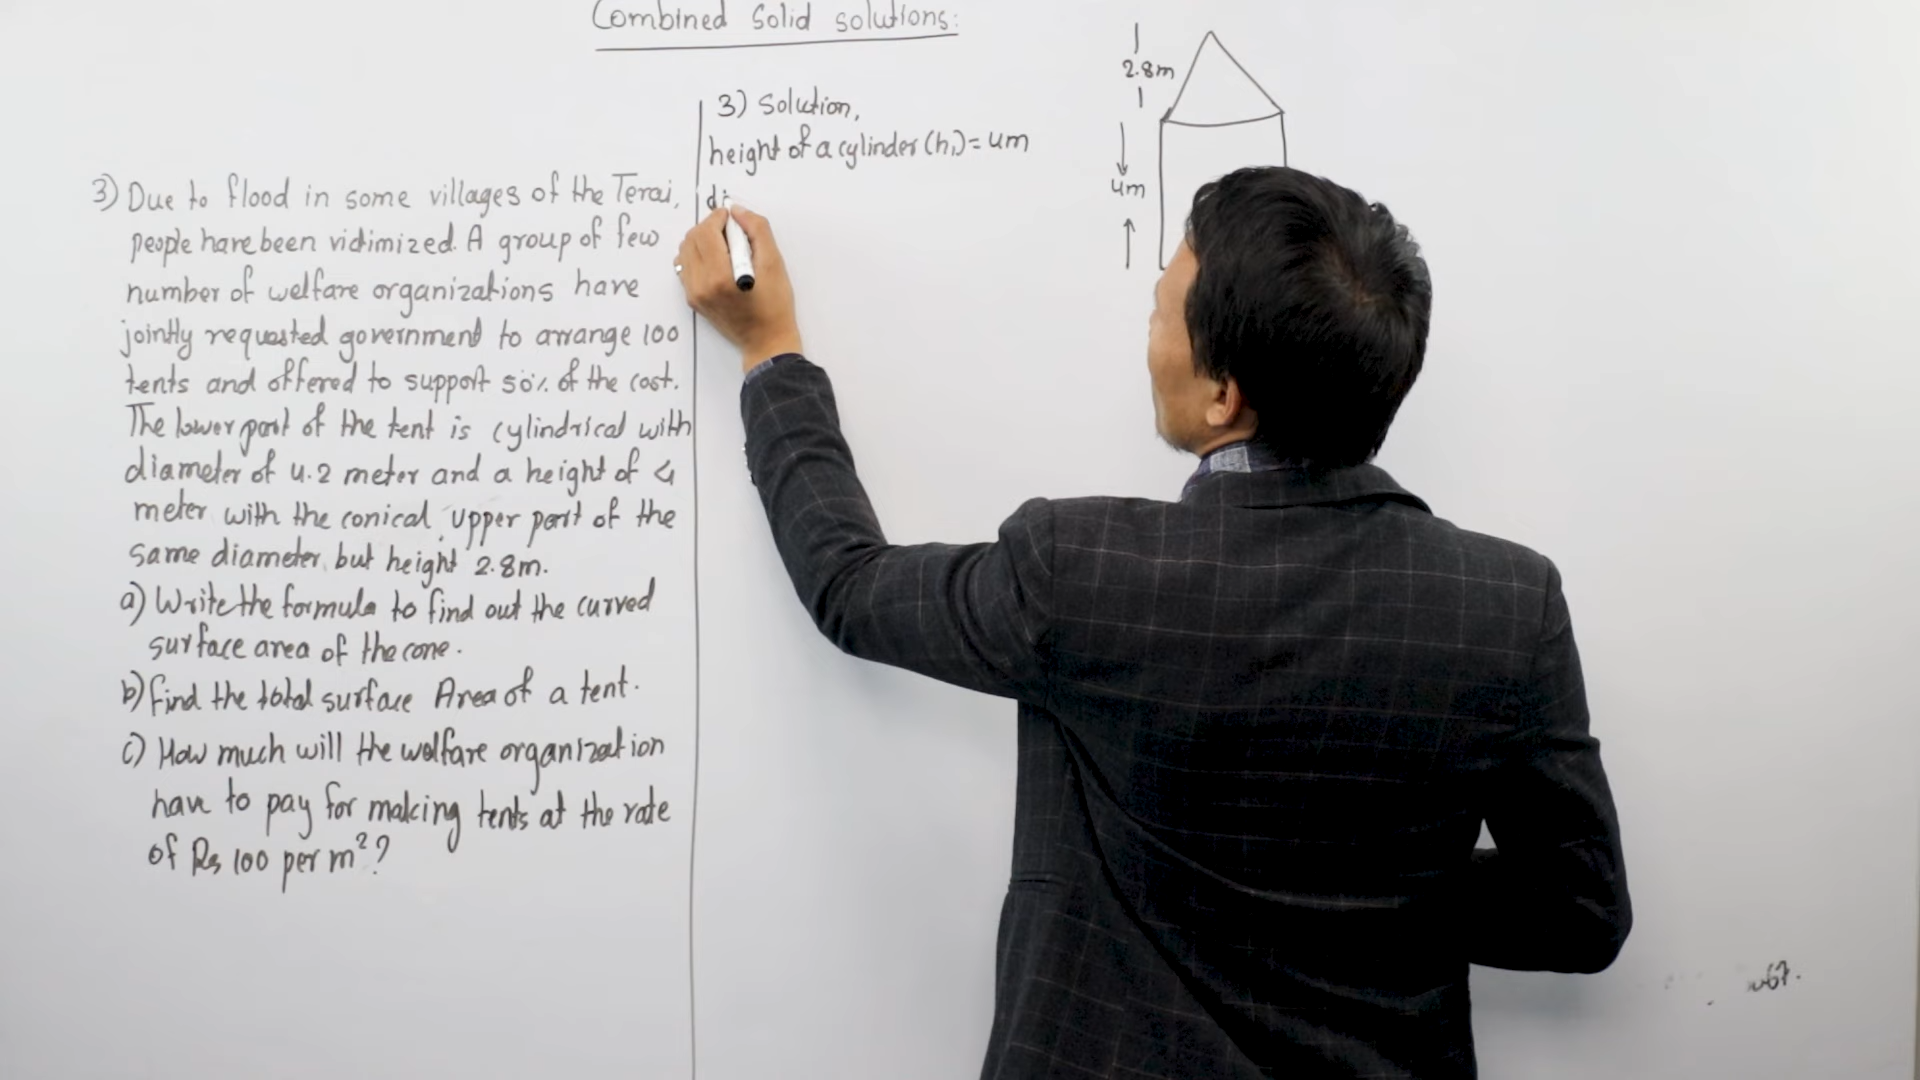 Combined Solid solutions:
3) Due to flood in some villages of the Terai,
people have been vidimized. A group of few
number of welfare organizations have
jointly requested government to arrange 100
tents and offered to support 50% of the cost.
The lower part of the tent is cylindrical with
diameter of 4.2 meter and a height of 4
meter with the conical upper part of the
same diameter but height 2.8m.
a) Write the formula to find out the curved
surface area of the cone.
b) Find the total surface Area of a tent.
c) How much will the welfare organization
have to pay for making tents at the rate
of Rs 100 per m²?
3) Solution,
height of a cylinder (h₁) = 4m
di
2.8m
4m